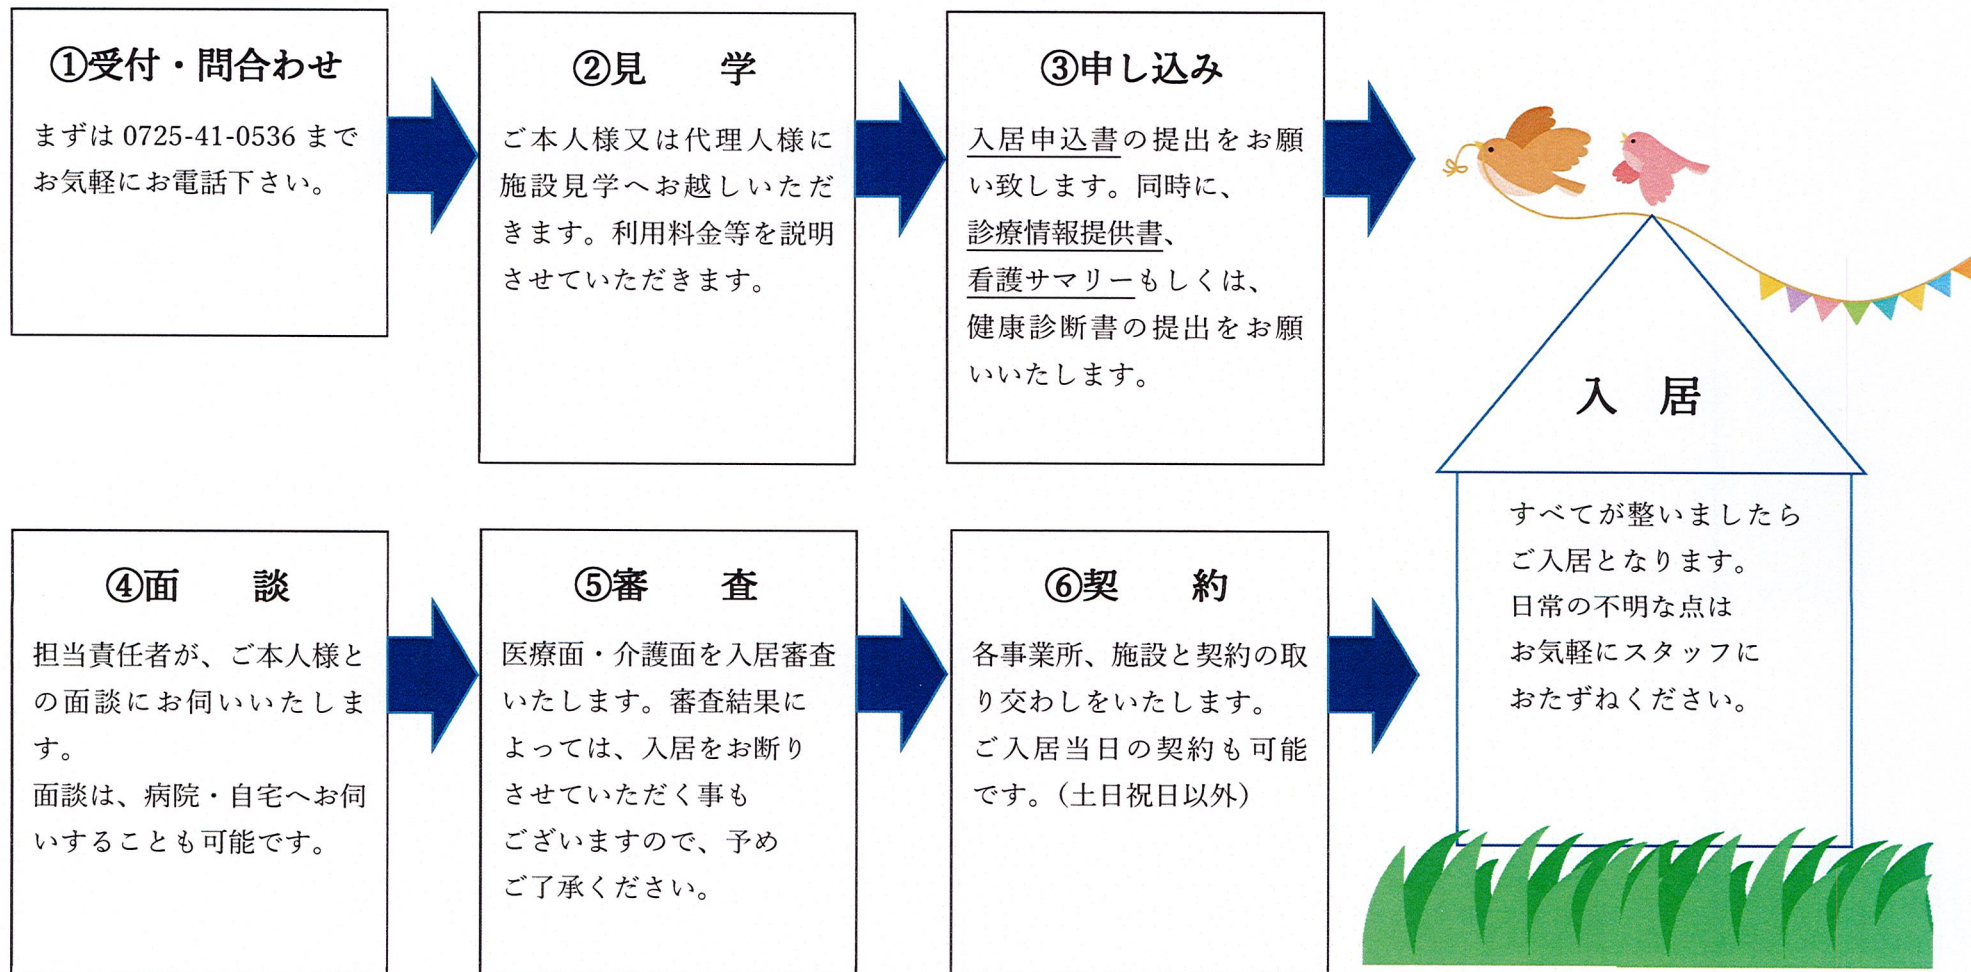 ①受付・問合わせ
まずは 0725-41-0536 まで
お気軽にお電話下さい。
②見　　学
ご本人様又は代理人様に
施設見学へお越しいただ
きます。利用料金等を説明
させていただきます。
③申し込み
入居申込書の提出をお願
い致します。同時に、
診療情報提供書、
看護サマリーもしくは、
健康診断書の提出をお願
いいたします。
④面　　談
担当責任者が、ご本人様と
の面談にお伺いいたしま
す。
面談は、病院・自宅へお伺
いすることも可能です。
⑤審　　査
医療面・介護面を入居審査
いたします。審査結果に
よっては、入居をお断り
させていただく事も
ございますので、予め
ご了承ください。
⑥契　　約
各事業所、施設と契約の取
り交わしをいたします。
ご入居当日の契約も可能
です。（土日祝日以外）
入　居
すべてが整いましたら
ご入居となります。
日常の不明な点は
お気軽にスタッフに
おたずねください。